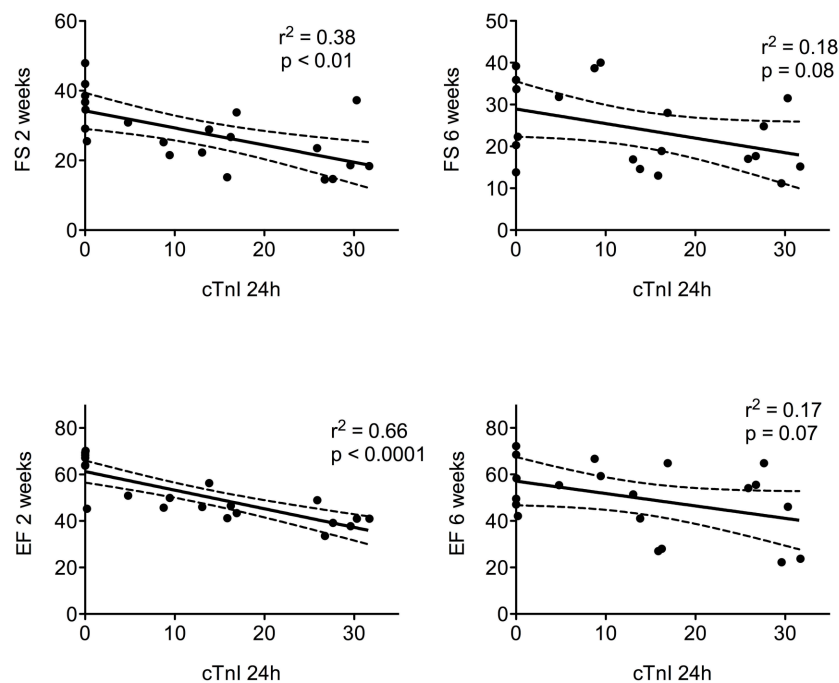 60
40
20
0
FS 2 weeks
r² = 0.38
p < 0.01
0 10 20 30
cTnI 24h
50
40
30
20
10
0
FS 6 weeks
r² = 0.18
p = 0.08
0 10 20 30
cTnI 24h
80
60
40
20
0
EF 2 weeks
r² = 0.66
p < 0.0001
0 10 20 30
cTnI 24h
80
60
40
20
0
EF 6 weeks
r² = 0.17
p = 0.07
0 10 20 30
cTnI 24h